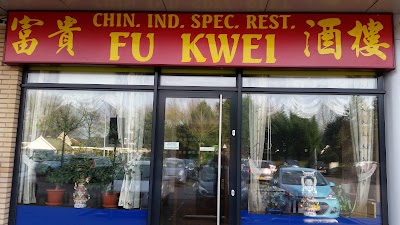 富貴 CHIN. IND. SPEC. REST. 酒樓
FU KWEI